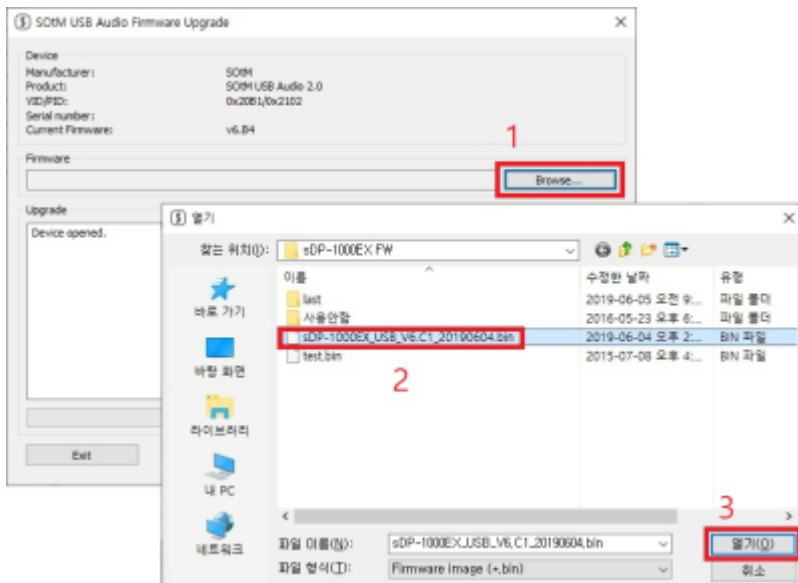 SOtM USB Audio Firmware Upgrade
Device
Manufacturer: SOtM
Product: SOtM USB Audio 2.0
VID/PID: 0x20B1/0x2102
Serial number:
Current Firmware: v6.B4
1
Firmware
Browse...
Upgrade
Device opened.
Exit
열기
찾는 위치(I): sDP-1000EX FW
이름 수정한 날짜 유형
last 2019-06-05 오전 9:... 파일 폴더
사용안함 2016-05-23 오후 6:... 파일 폴더
sDP-1000EX_USB_V6.C1_20190604.bin 2019-06-04 오후 2:... BIN 파일
test.bin 2015-07-08 오후 4:... BIN 파일
2
바로 가기
바탕 화면
라이브러리
내 PC
네트워크
3
파일 이름(N): sDP-1000EX_USB_V6.C1_20190604.bin 열기(O)
파일 형식(T): Firmware image (*.bin) 취소